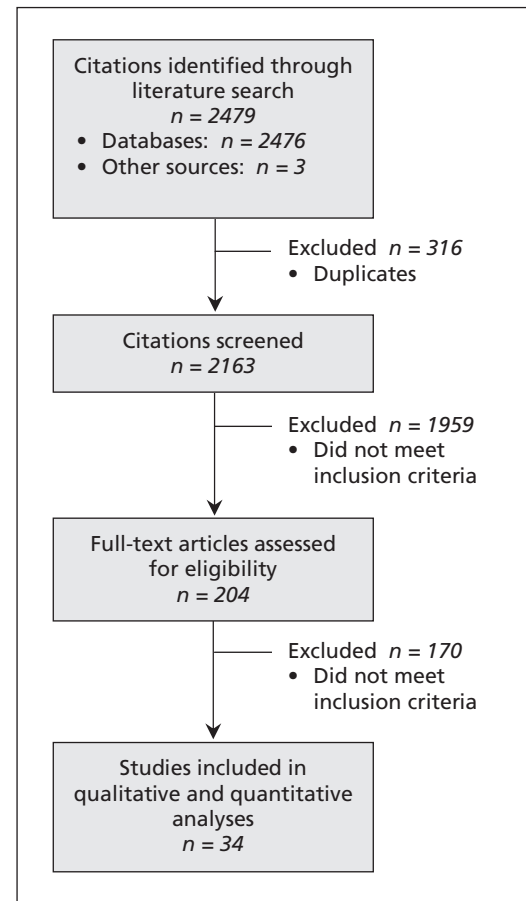 Citations identified through
literature search
n = 2479
• Databases: n = 2476
• Other sources: n = 3
Excluded n = 316
• Duplicates
Citations screened
n = 2163
Excluded n = 1959
• Did not meet
inclusion criteria
Full-text articles assessed
for eligibility
n = 204
Excluded n = 170
• Did not meet
inclusion criteria
Studies included in
qualitative and quantitative
analyses
n = 34